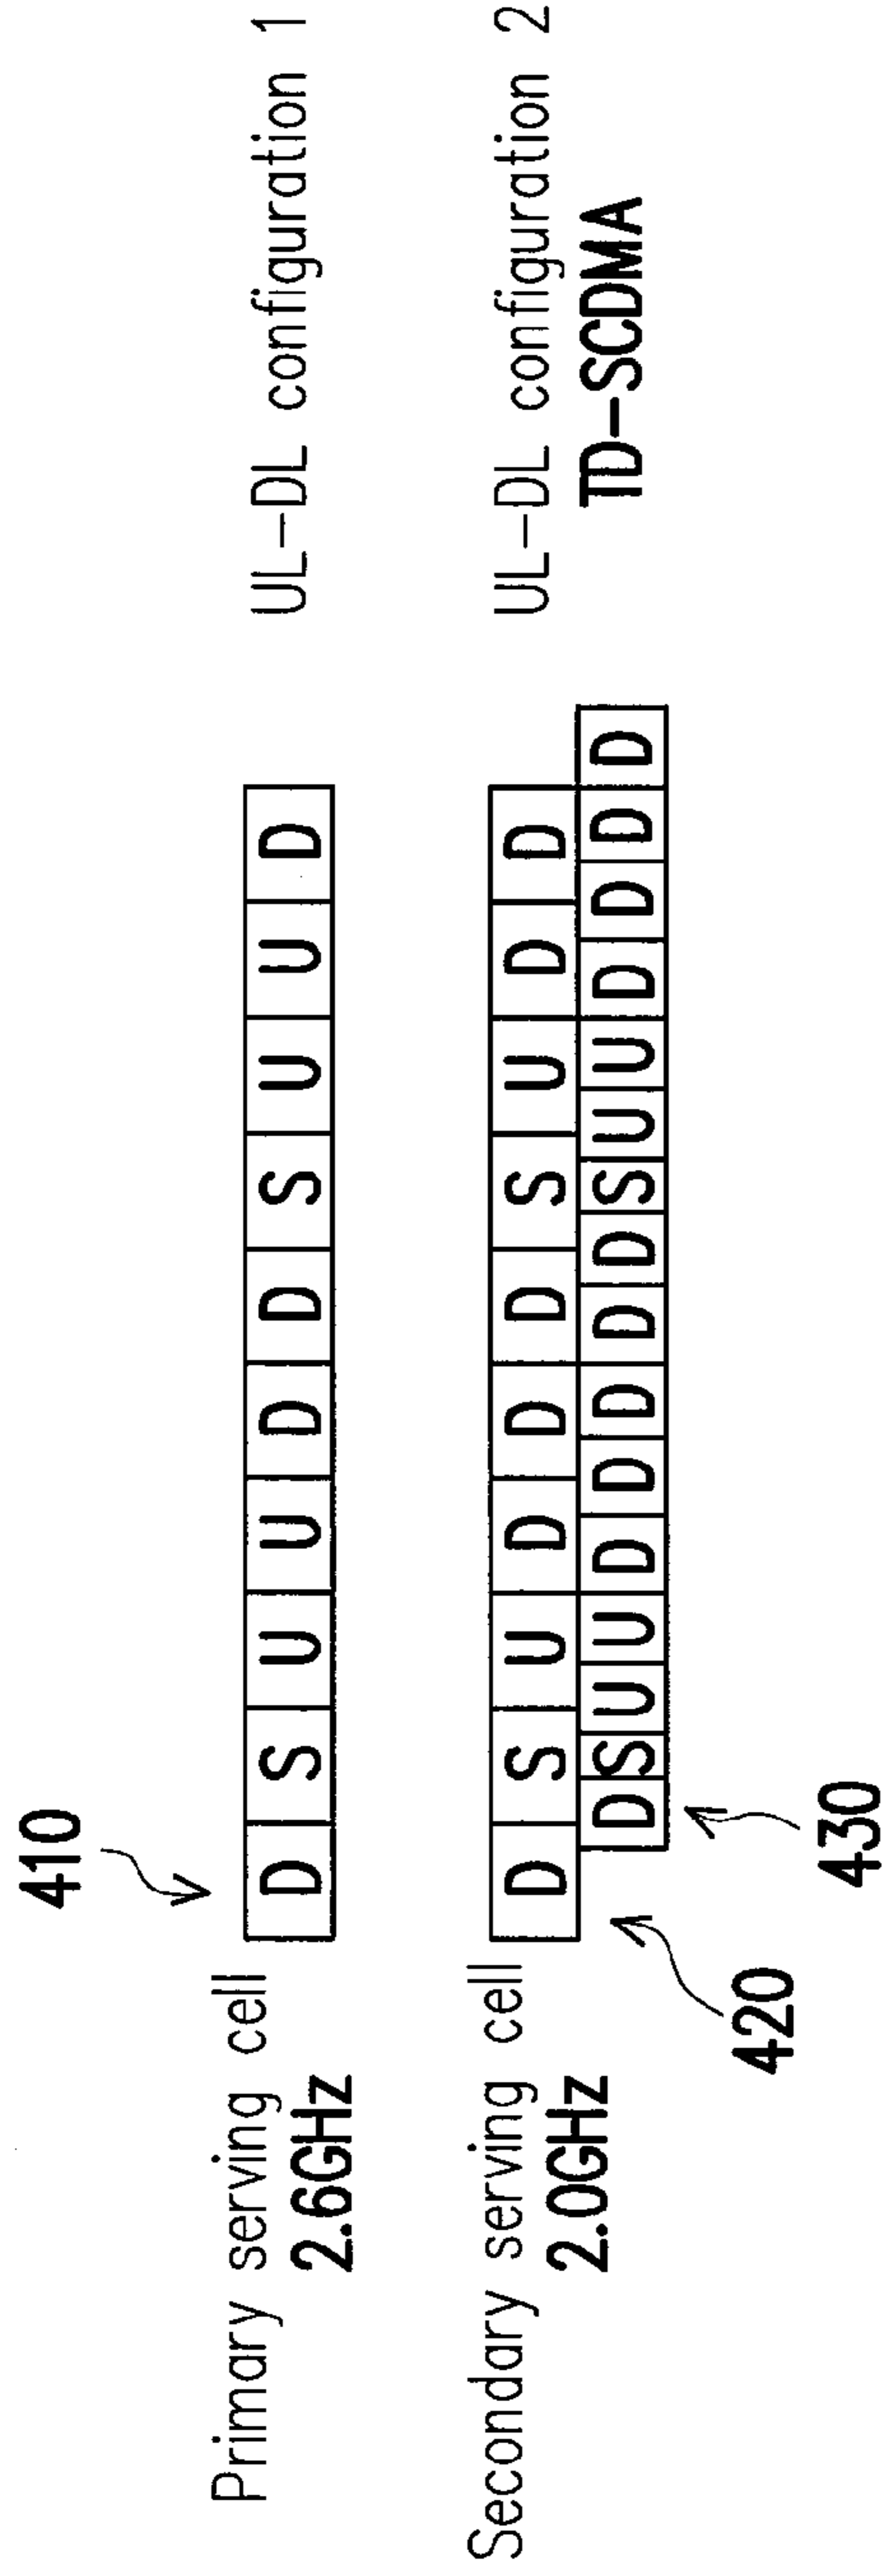 410
Primary serving cell
2.6GHz
D S U U D D S U U D
UL-DL configuration 1
Secondary serving cell
2.0GHz
D S U D D D S U D D
UL-DL configuration 2
D S U U D D D D D S U U D D D D
TD-SCDMA
420
430